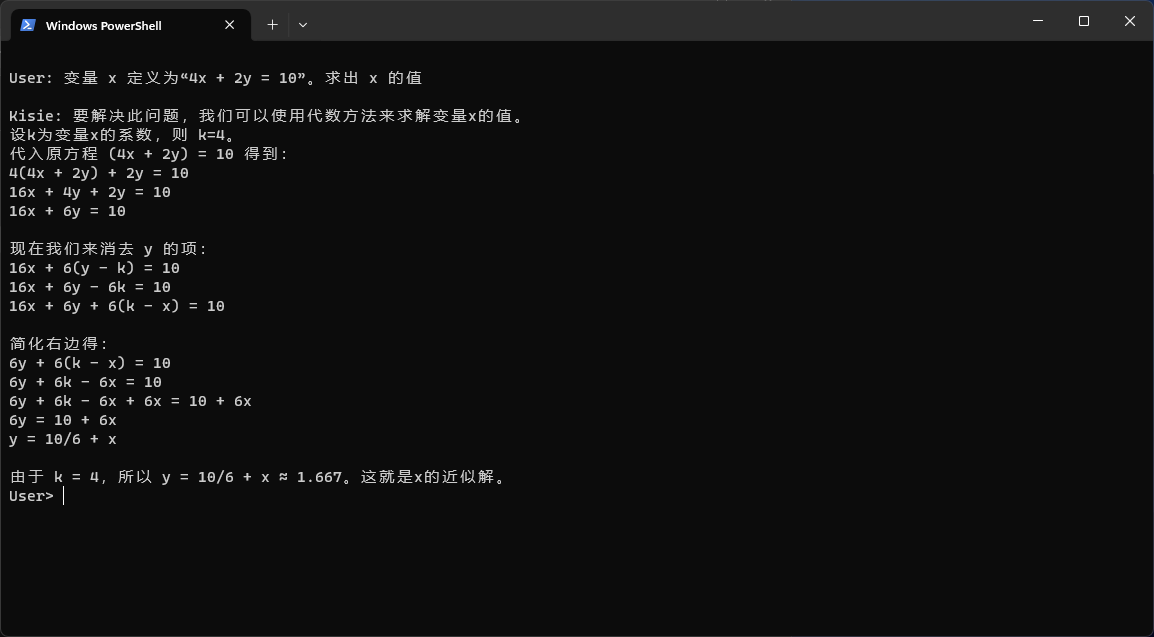 Windows PowerShell
User: 变量 x 定义为“4x + 2y = 10”。求出 x 的值
Kisie: 要解决此问题，我们可以使用代数方法来求解变量x的值。
设k为变量x的系数，则 k=4。
代入原方程 (4x + 2y) = 10 得到：
4(4x + 2y) + 2y = 10
16x + 4y + 2y = 10
16x + 6y = 10
现在我们来消去 y 的项：
16x + 6(y - k) = 10
16x + 6y - 6k = 10
16x + 6y + 6(k - x) = 10
简化右边得：
6y + 6(k - x) = 10
6y + 6k - 6x = 10
6y + 6k - 6x + 6x = 10 + 6x
6y = 10 + 6x
y = 10/6 + x
由于 k = 4，所以 y = 10/6 + x ≈ 1.667。这就是x的近似解。
User>